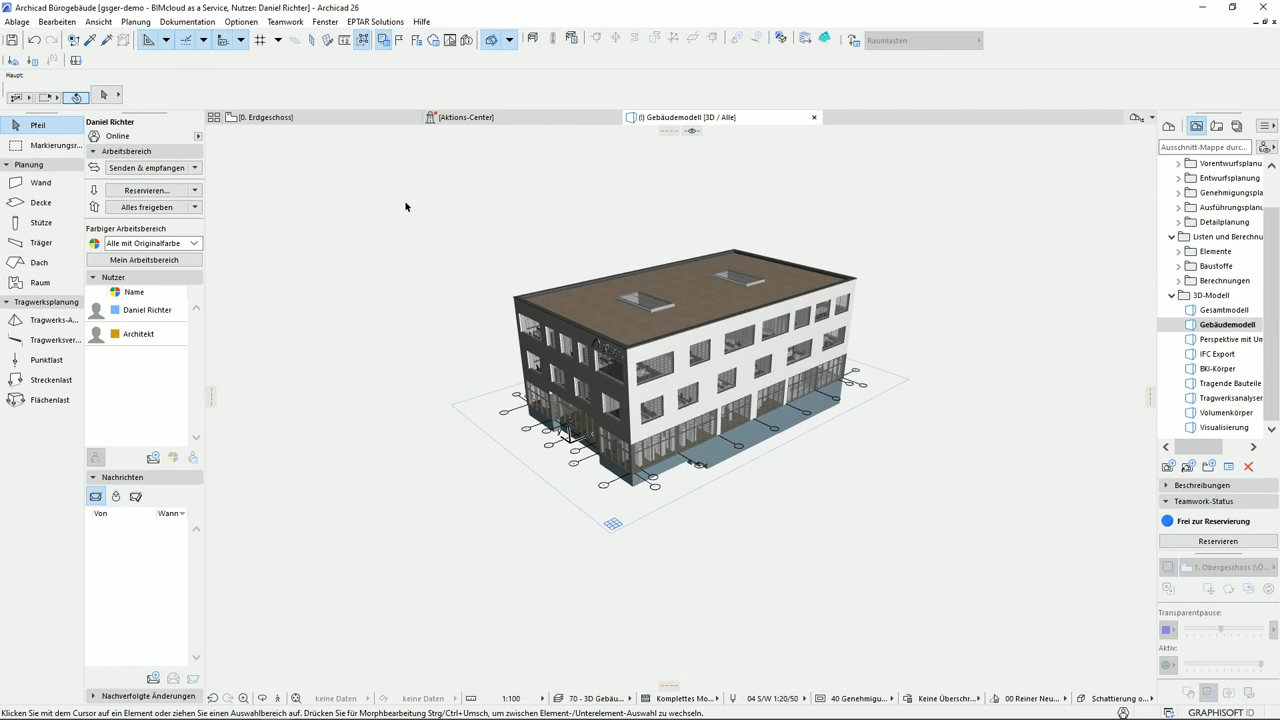 Archicad Bürogebäude [gsger-demo - BIMcloud as a Service, Nutzer: Daniel Richter] - Archicad 26
Ablage Bearbeiten Ansicht Planung Dokumentation Optionen Teamwork Fenster EPTAR Solutions Hilfe
Raumlasten
Haupt:
[0. Erdgeschoss]
[Aktions-Center]
(!) Gebäudemodell [3D / Alle]
Pfeil
Markierungsr...
Planung
Wand
Decke
Stütze
Träger
Dach
Raum
Tragwerksplanung
Tragwerks-A...
Tragwerksver...
Punktlast
Streckenlast
Flächenlast
Daniel Richter
Online
Arbeitsbereich
Senden & empfangen
Reservieren...
Alles freigeben
Farbiger Arbeitsbereich
Alle mit Originalfarbe
Mein Arbeitsbereich
Nutzer
Name
Daniel Richter
Architekt
Nachrichten
Von Wann
Nachverfolgte Änderungen
Ausschnitt-Mappe durc...
Vorentwurfsplanu
Entwurfsplanung
Genehmigungspla
Ausführungsplanu
Detailplanung
Listen und Berechnu
Elemente
Baustoffe
Berechnungen
3D-Modell
Gesamtmodell
Gebäudemodell
Perspektive mit Un
IFC Export
BKI-Körper
Tragende Bauteile
Tragwerksanalyser
Volumenkörper
Visualisierung
Beschreibungen
Teamwork-Status
Frei zur Reservierung
Reservieren
1. Obergeschoss (\Ö...
Transparentpause:
Aktiv:
keine Daten keine Daten 1:100 70 - 3D Gebäu... Komplettes Mo... 04 S/W 1:20/50 40 Genehmigu... Keine Überschr... 00 Reiner Neu... Schattierung o...
Klicken Sie mit dem Cursor auf ein Element oder ziehen Sie einen Auswahlbereich auf. Drücken Sie für Morphbearbeitung Strg/Ctrl+Umsch, um zwischen Element-/Unterelement-Auswahl zu wechseln.
GRAPHISOFT ID